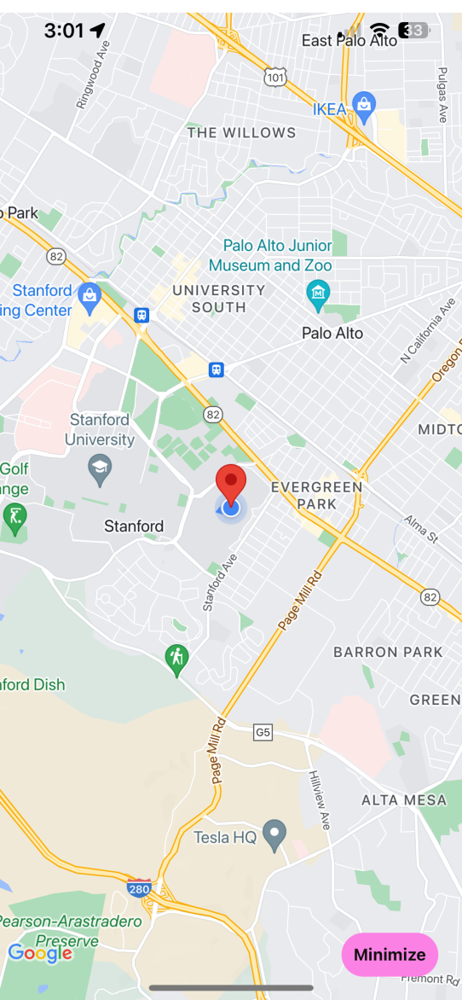 3:01
33
East Palo Alto
Ringwood Ave
101
Pulgas Ave
IKEA
THE WILLOWS
Park
82
Palo Alto Junior
Museum and Zoo
Stanford
ing Center
UNIVERSITY
SOUTH
Palo Alto
N California Ave
Oregon
82
Stanford
University
MIDTO
Golf
nge
EVERGREEN
PARK
Stanford
Alma St
Stanford Ave
82
Page Mill Rd
BARRON PARK
ford Dish
GREEN
G5
Page Mill Rd
Hillview Ave
ALTA MESA
Tesla HQ
280
Pearson-Arastradero
Preserve
Google
Minimize
Fremont Rd